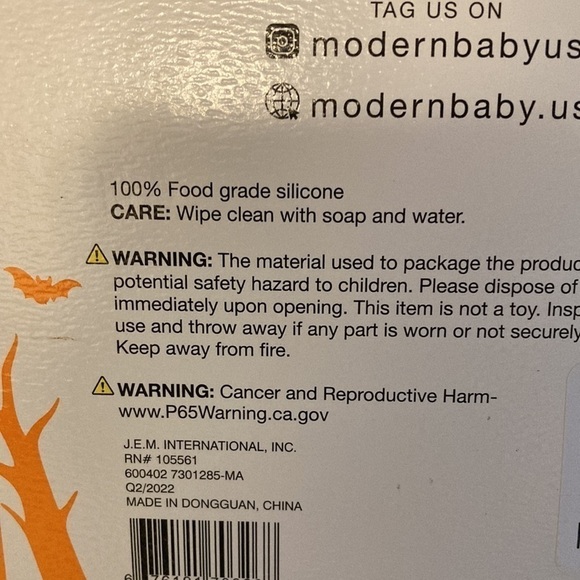 TAG US ON
modernbabyus
modernbaby.us
100% Food grade silicone
CARE: Wipe clean with soap and water.
WARNING: The material used to package the produc
potential safety hazard to children. Please dispose of
immediately upon opening. This item is not a toy. Insp
use and throw away if any part is worn or not securely
Keep away from fire.
WARNING: Cancer and Reproductive Harm-
www.P65Warning.ca.gov
J.E.M. INTERNATIONAL, INC.
RN# 105561
600402 7301285-MA
Q2/2022
MADE IN DONGGUAN, CHINA